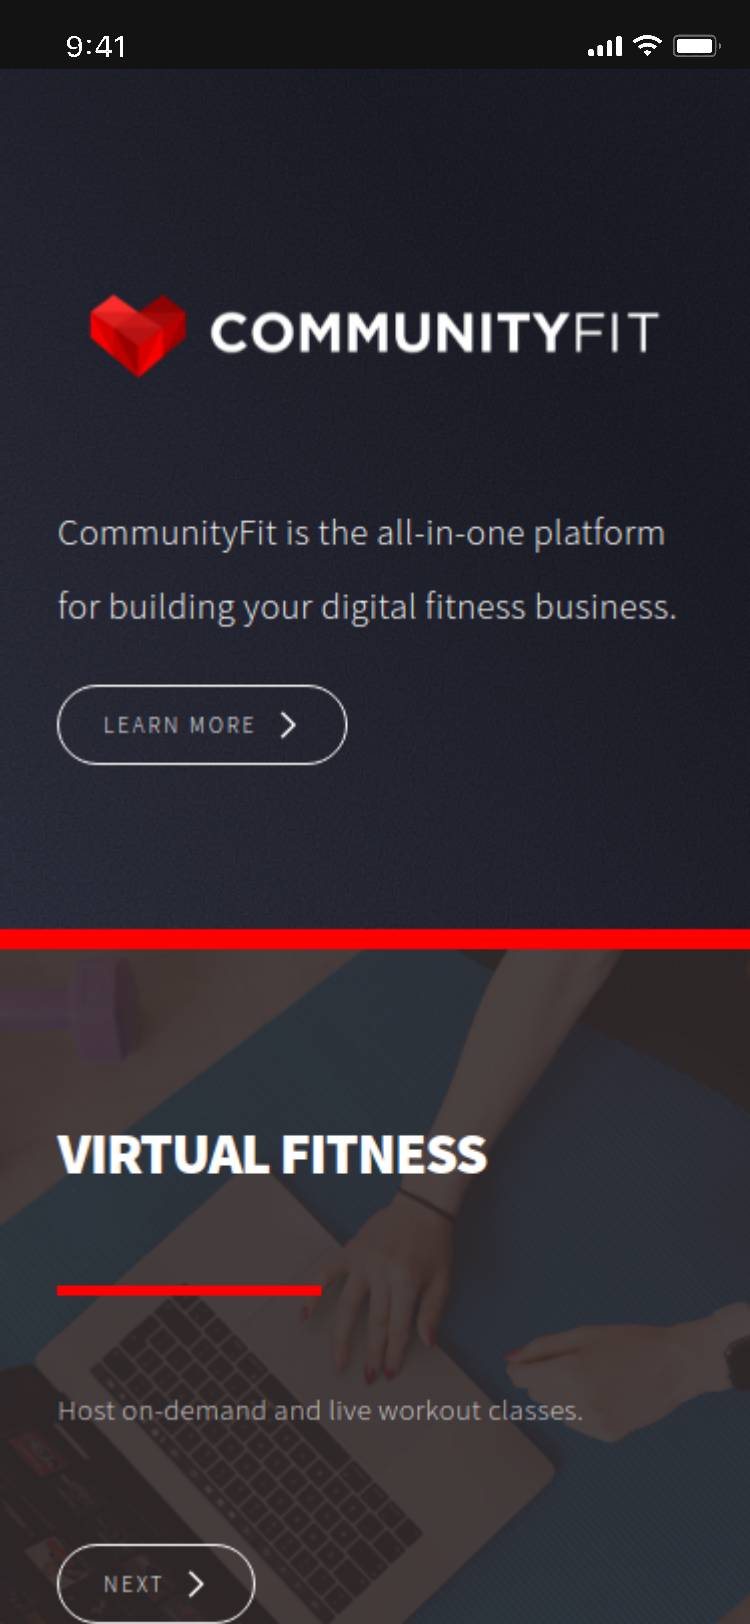 9:41
COMMUNITYFIT
CommunityFit is the all-in-one platform
for building your digital fitness business.
LEARN MORE
VIRTUAL FITNESS
Host on-demand and live workout classes.
NEXT